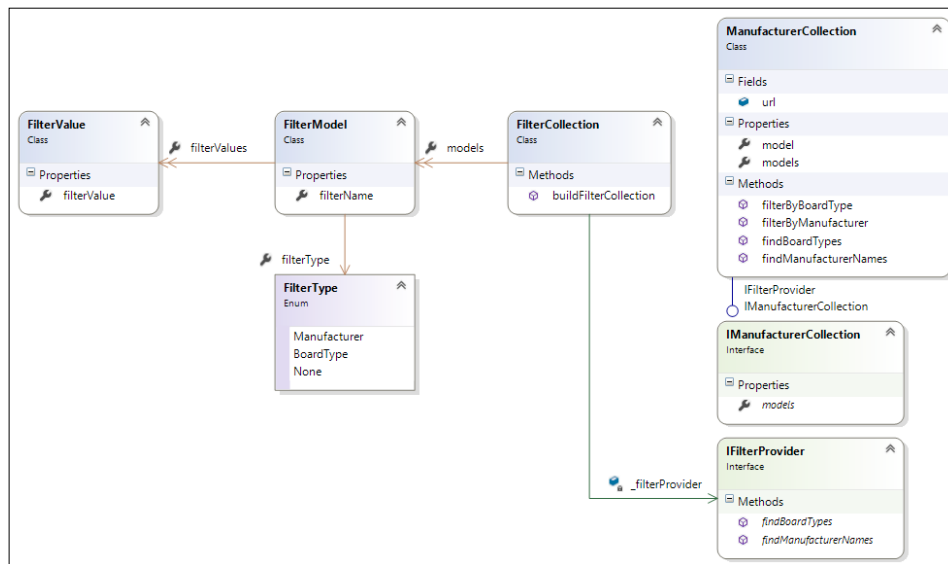 ManufacturerCollection
Class
Fields
url
Properties
model
models
Methods
filterByBoardType
filterByManufacturer
findBoardTypes
findManufacturerNames
IFilterProvider
IManufacturerCollection
FilterValue
Class
Properties
filterValue
filterValues
FilterModel
Class
Properties
filterName
models
FilterCollection
Class
Methods
buildFilterCollection
filterType
FilterType
Enum
Manufacturer
BoardType
None
IManufacturerCollection
Interface
Properties
models
_filterProvider
IFilterProvider
Interface
Methods
findBoardTypes
findManufacturerNames